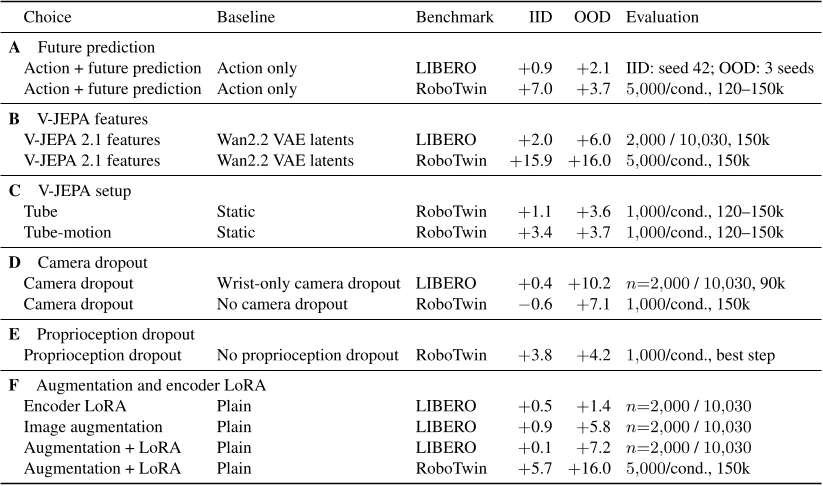 Choice Baseline Benchmark IID OOD Evaluation
A Future prediction
Action + future prediction Action only LIBERO +0.9 +2.1 IID: seed 42; OOD: 3 seeds
Action + future prediction Action only RoboTwin +7.0 +3.7 5,000/cond., 120–150k
B V-JEPA features
V-JEPA 2.1 features Wan2.2 VAE latents LIBERO +2.0 +6.0 2,000 / 10,030, 150k
V-JEPA 2.1 features Wan2.2 VAE latents RoboTwin +15.9 +16.0 5,000/cond., 150k
C V-JEPA setup
Tube Static RoboTwin +1.1 +3.6 1,000/cond., 120–150k
Tube-motion Static RoboTwin +3.4 +3.7 1,000/cond., 120–150k
D Camera dropout
Camera dropout Wrist-only camera dropout LIBERO +0.4 +10.2 n=2,000 / 10,030, 90k
Camera dropout No camera dropout RoboTwin −0.6 +7.1 1,000/cond., 150k
E Proprioception dropout
Proprioception dropout No proprioception dropout RoboTwin +3.8 +4.2 1,000/cond., best step
F Augmentation and encoder LoRA
Encoder LoRA Plain LIBERO +0.5 +1.4 n=2,000 / 10,030
Image augmentation Plain LIBERO +0.9 +5.8 n=2,000 / 10,030
Augmentation + LoRA Plain LIBERO +0.1 +7.2 n=2,000 / 10,030
Augmentation + LoRA Plain RoboTwin +5.7 +16.0 5,000/cond., 150k